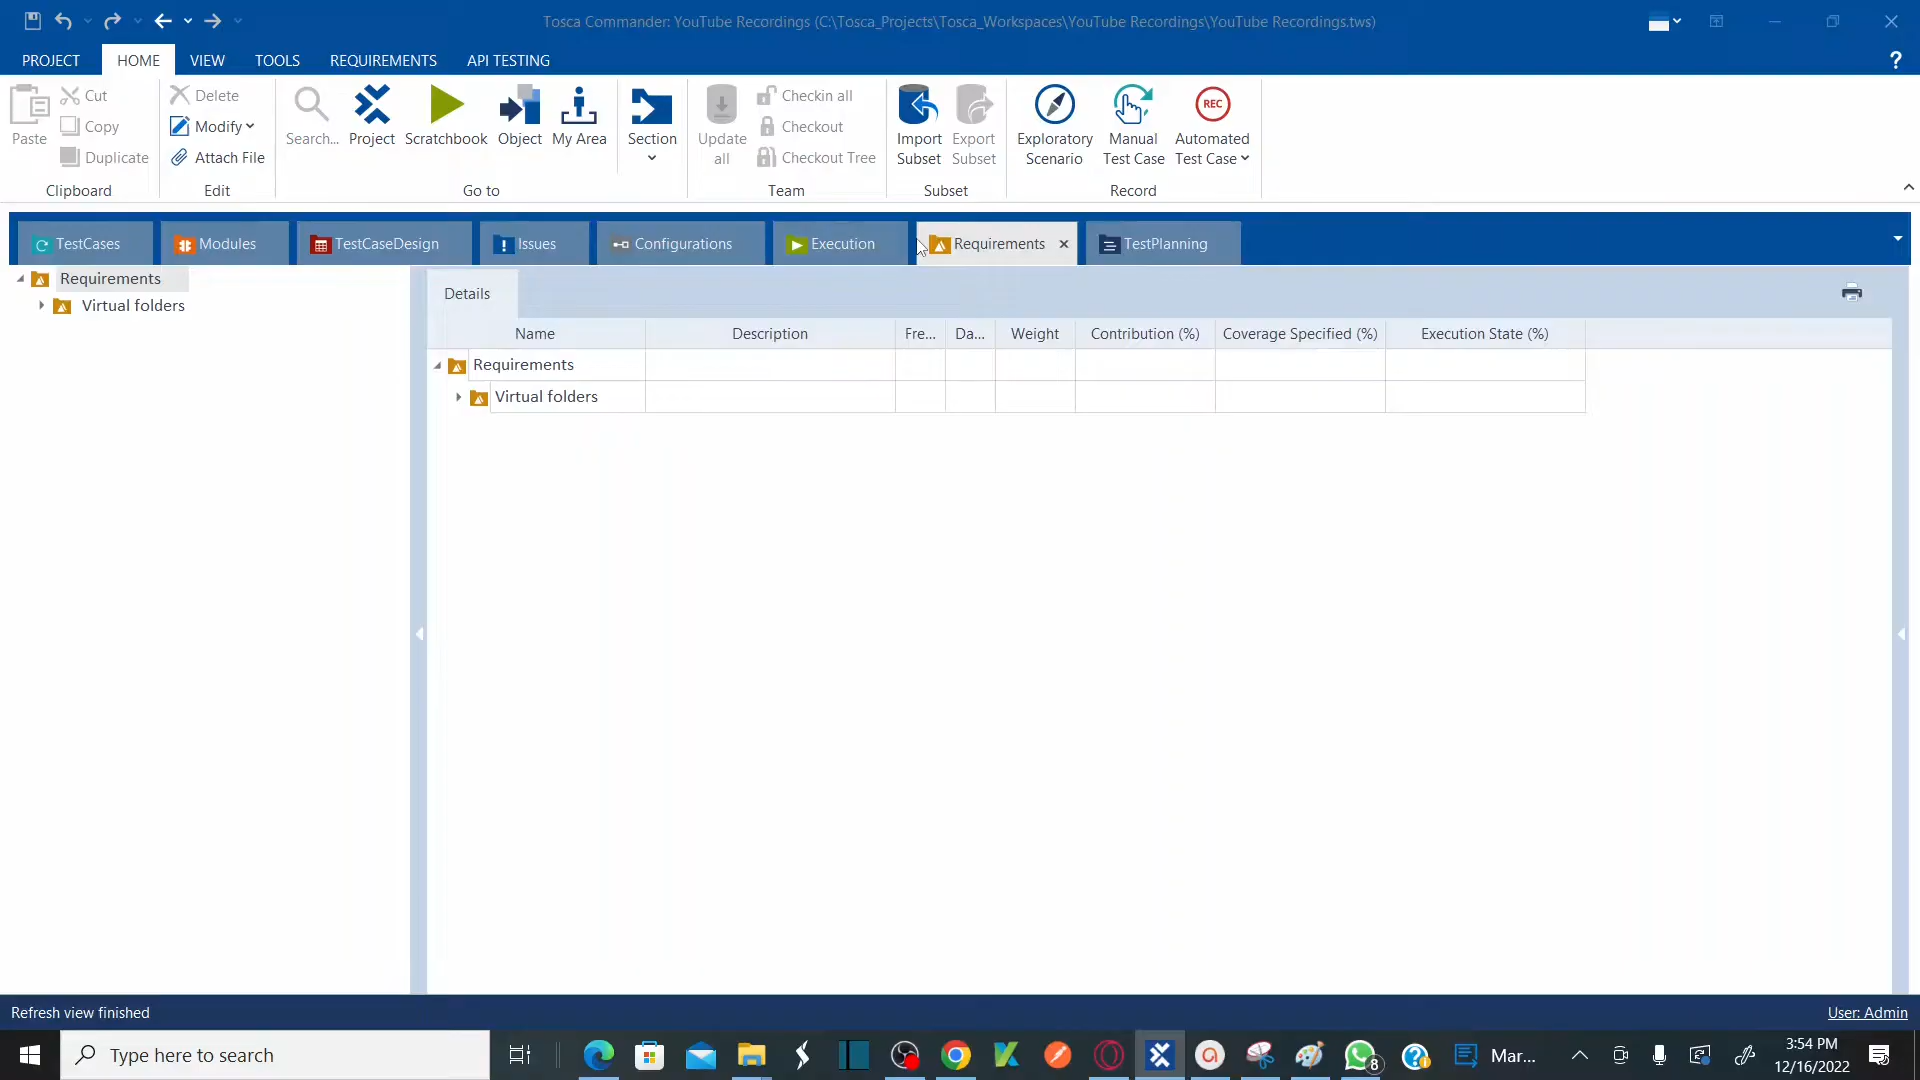 Tosca Commander: YouTube Recordings (C:\Tosca_Projects\Tosca_Workspaces\YouTube Recordings\YouTube Recordings.tws)
PROJECT HOME VIEW TOOLS REQUIREMENTS API TESTING ?
Paste
Cut
Copy
Duplicate
Clipboard
Delete
Modify
Attach File
Edit
Search... Project Scratchbook Object My Area Section
Go to
Update all
Checkin all
Checkout
Checkout Tree
Team
Import Subset
Export Subset
Subset
Exploratory Scenario
Manual Test Case
REC
Automated Test Case
Record
TestCases Modules TestCaseDesign Issues Configurations Execution Requirements TestPlanning
Requirements
Virtual folders
Details
Name Description Fre... Da... Weight Contribution (%) Coverage Specified (%) Execution State (%)
Requirements
Virtual folders
Refresh view finished
User: Admin
Type here to search
8
Mar...
3:54 PM
12/16/2022